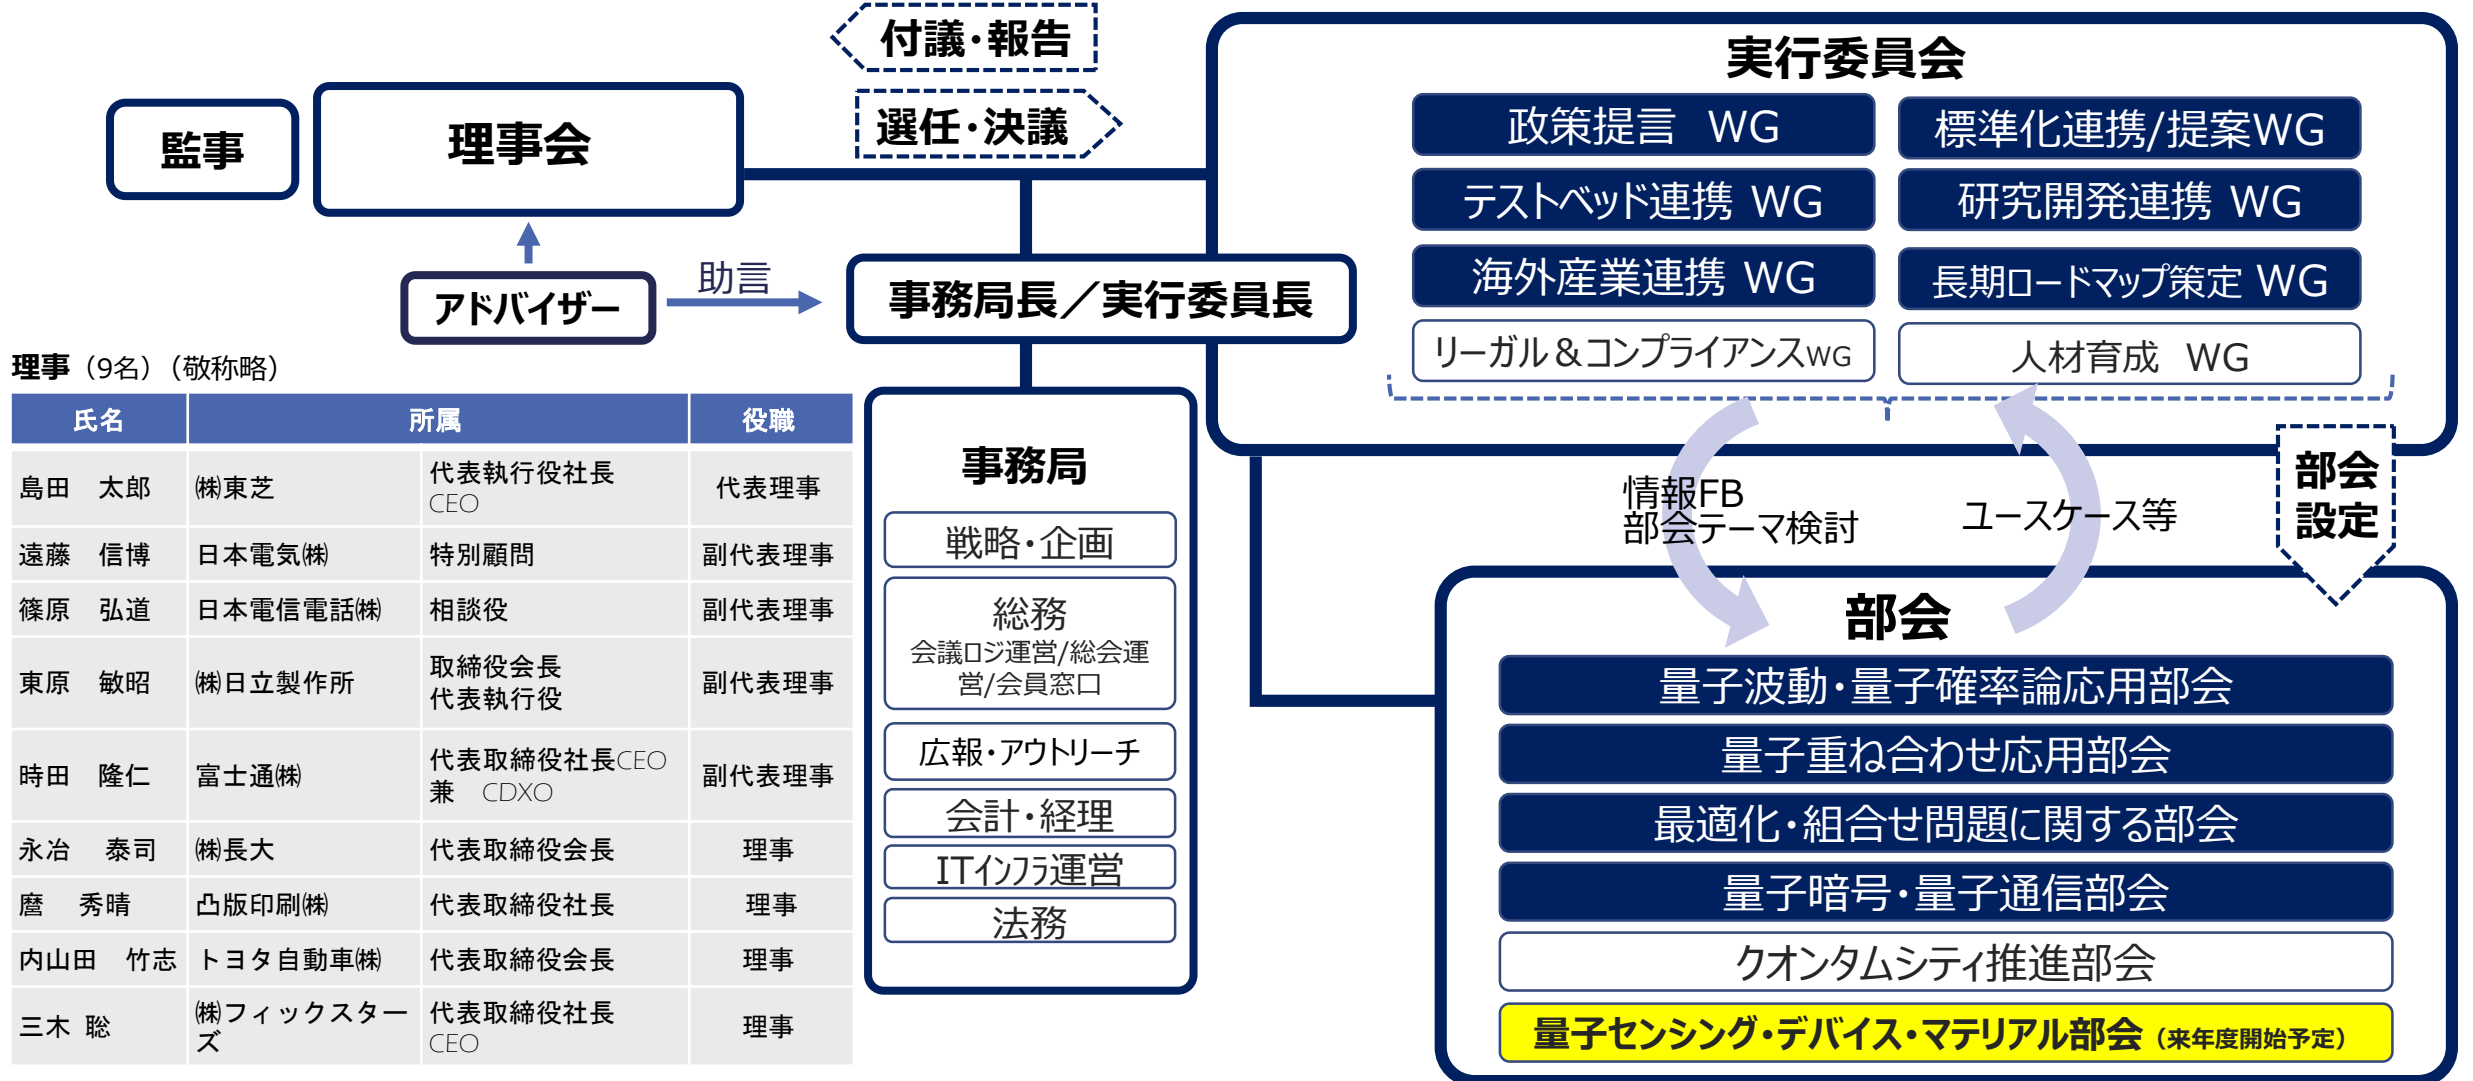 付議・報告
選任・決議
監事
理事会
アドバイザー
助言
事務局長／実行委員長
理事（9名）（敬称略）
氏名 所属 役職
島田　太郎 ㈱東芝 代表執行役社長 代表理事
CEO
遠藤　信博 日本電気㈱ 特別顧問 副代表理事
篠原　弘道 日本電信電話㈱ 相談役 副代表理事
東原　敏昭 ㈱日立製作所 取締役会長 副代表理事
代表執行役
時田　隆仁 富士通㈱ 代表取締役社長CEO 副代表理事
兼　CDXO
永冶　泰司 ㈱長大 代表取締役会長 理事
麿　秀晴 凸版印刷㈱ 代表取締役社長 理事
内山田　竹志 トヨタ自動車㈱ 代表取締役会長 理事
三木 聡 ㈱フィックスター 代表取締役社長 理事
ズ CEO
事務局
戦略・企画
総務
会議ロジ運営/総会運
営/会員窓口
広報・アウトリーチ
会計・経理
ITインフラ運営
法務
実行委員会
政策提言　WG 標準化連携/提案WG
テストベッド連携 WG 研究開発連携 WG
海外産業連携 WG 長期ロードマップ策定 WG
リーガル＆コンプライアンスWG 人材育成　WG
情報FB
部会テーマ検討
ユースケース等
部会
設定
部会
量子波動・量子確率論応用部会
量子重ね合わせ応用部会
最適化・組合せ問題に関する部会
量子暗号・量子通信部会
クオンタムシティ推進部会
量子センシング・デバイス・マテリアル部会（来年度開始予定）